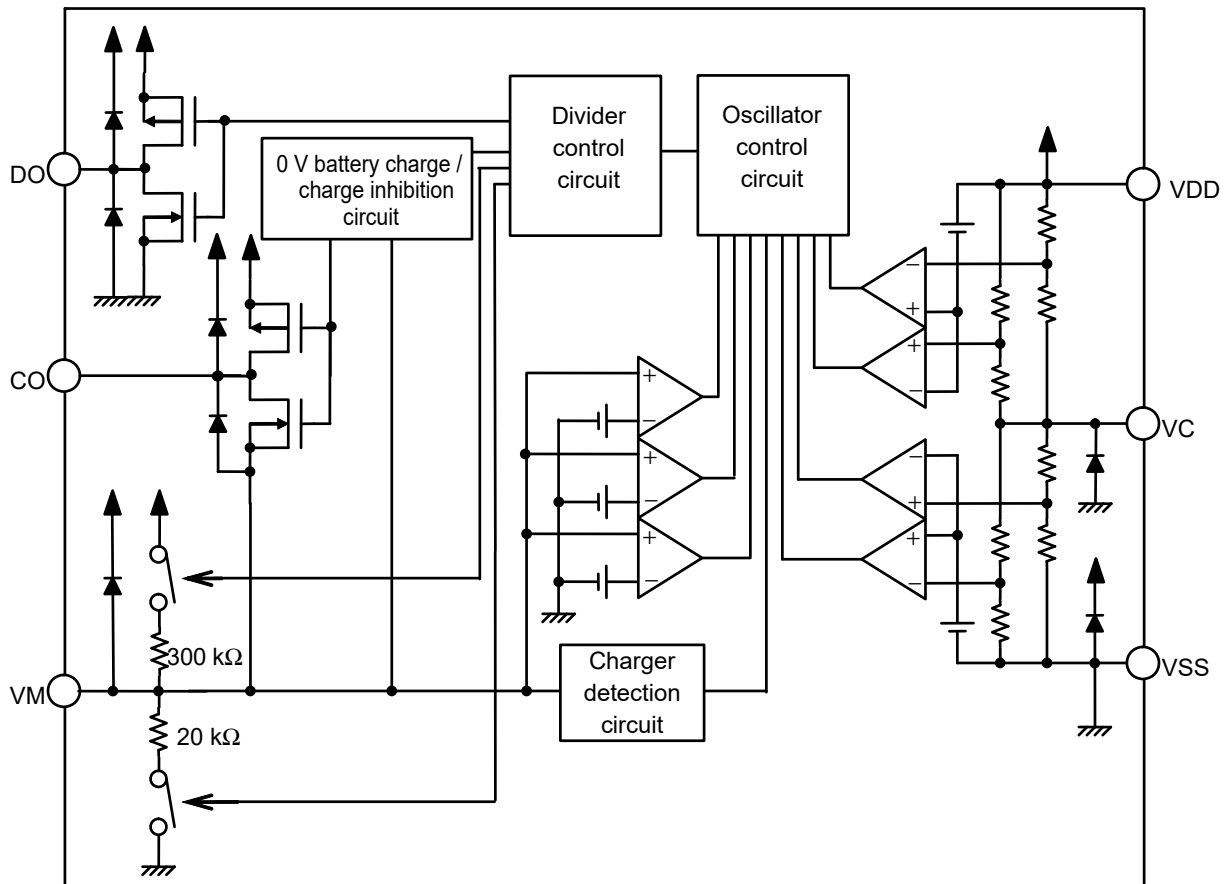 Divider
control
circuit
Oscillator
control
circuit
0 V battery charge /
charge inhibition
circuit
DO
VDD
−
+
+
−
CO
+
−
+
−
+
−
VC
−
+
+
−
300 kΩ
VM
20 kΩ
Charger
detection
circuit
VSS